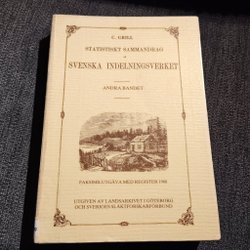 C. GRILL
STATISTISKT SAMMANDRAG
af
SVENSKA INDELNINGSVERKET
ANDRA BANDET
FAKSIMILUTGÅVA MED REGISTER 1988
UTGIVEN AV LANDSARKIVET I GÖTEBORG
OCH SVERIGES SLÄKTFORSKARFÖRBUND